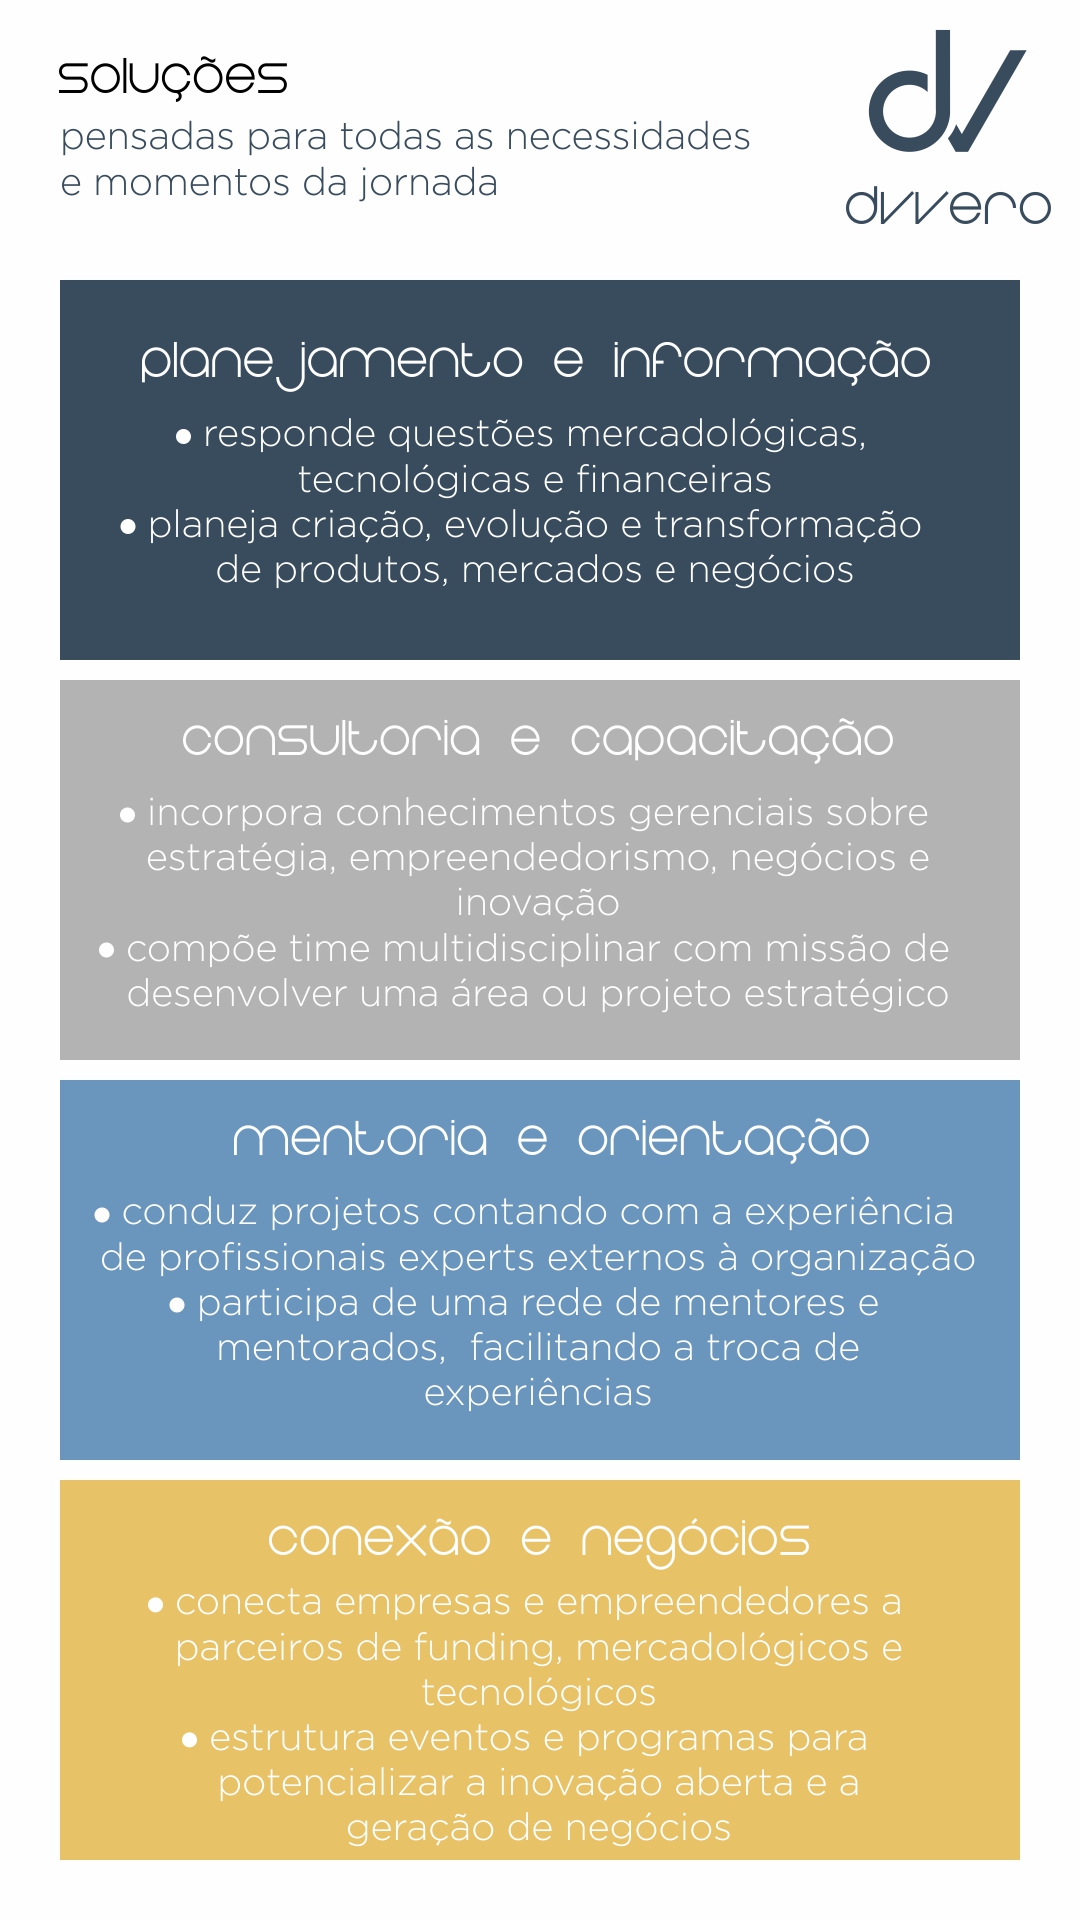 soluções
pensadas para todas as necessidades
e momentos da jornada
dv
dvvero
planejamento e informação
• responde questões mercadológicas,
tecnológicas e financeiras
• planeja criação, evolução e transformação
de produtos, mercados e negócios
consultoria e capacitação
• incorpora conhecimentos gerenciais sobre
estratégia, empreendedorismo, negócios e
inovação
• compõe time multidisciplinar com missão de
desenvolver uma área ou projeto estratégico
mentoria e orientação
• conduz projetos contando com a experiência
de profissionais experts externos à organização
• participa de uma rede de mentores e
mentorados,  facilitando a troca de
experiências
conexão e negócios
• conecta empresas e empreendedores a
parceiros de funding, mercadológicos e
tecnológicos
• estrutura eventos e programas para
potencializar a inovação aberta e a
geração de negócios